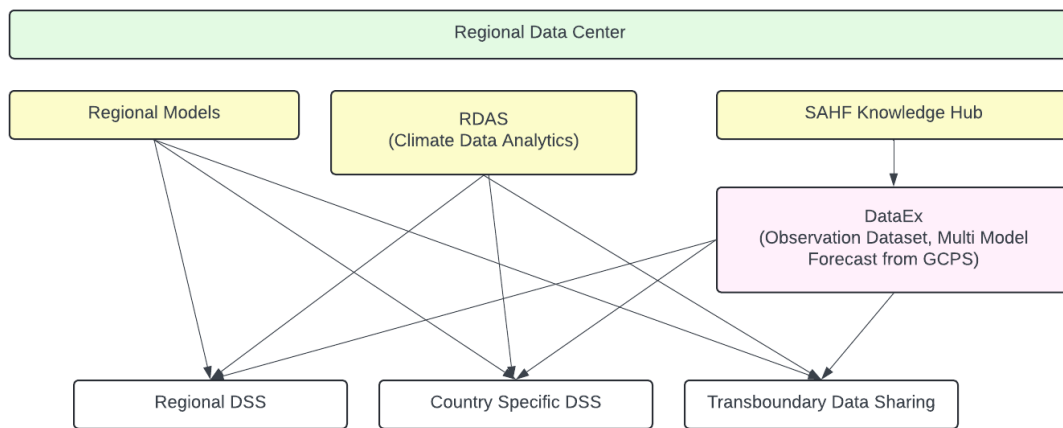 Regional Data Center
Regional Models
RDAS
(Climate Data Analytics)
SAHF Knowledge Hub
DataEx
(Observation Dataset, Multi Model
Forecast from GCPS)
Regional DSS
Country Specific DSS
Transboundary Data Sharing